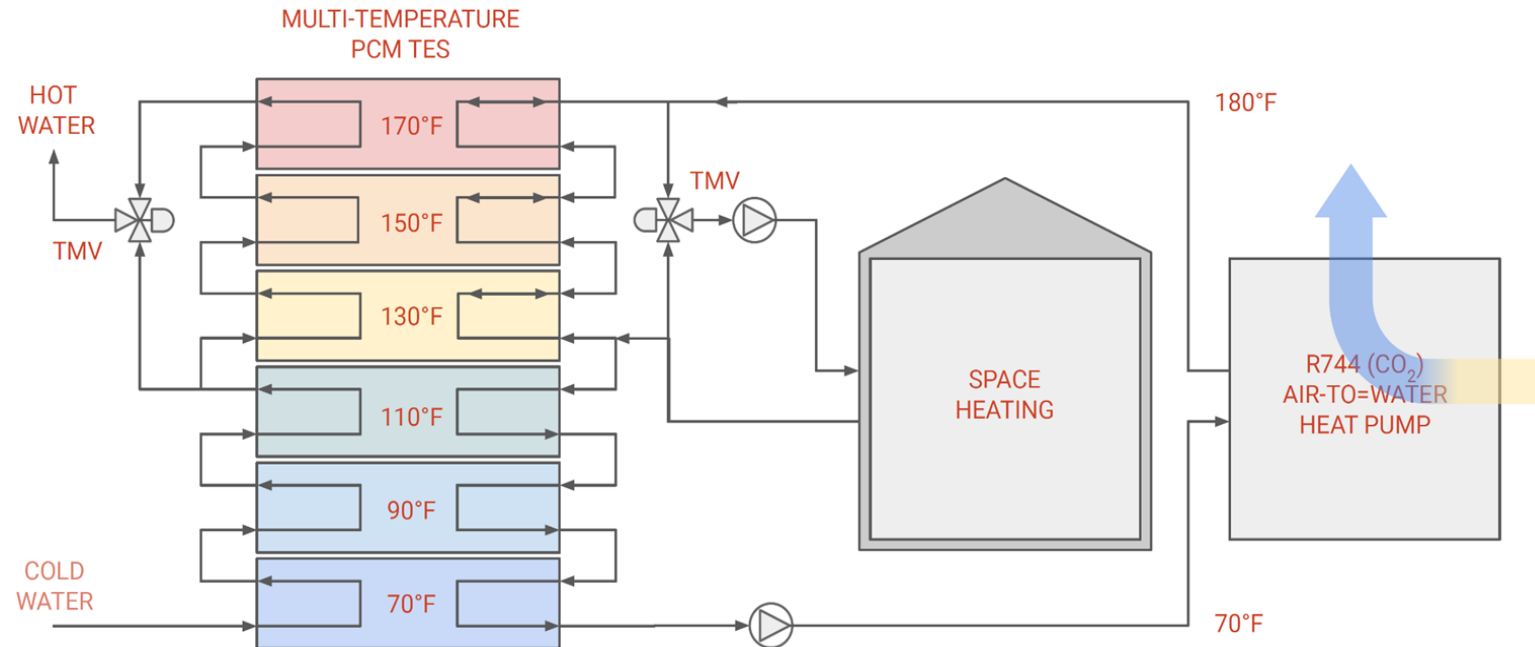 MULTI-TEMPERATURE
PCM TES
HOT
WATER
170°F
180°F
TMV
150°F
TMV
130°F
R744 (CO₂)
AIR-TO=WATER
HEAT PUMP
SPACE
HEATING
110°F
90°F
COLD
WATER
70°F
70°F